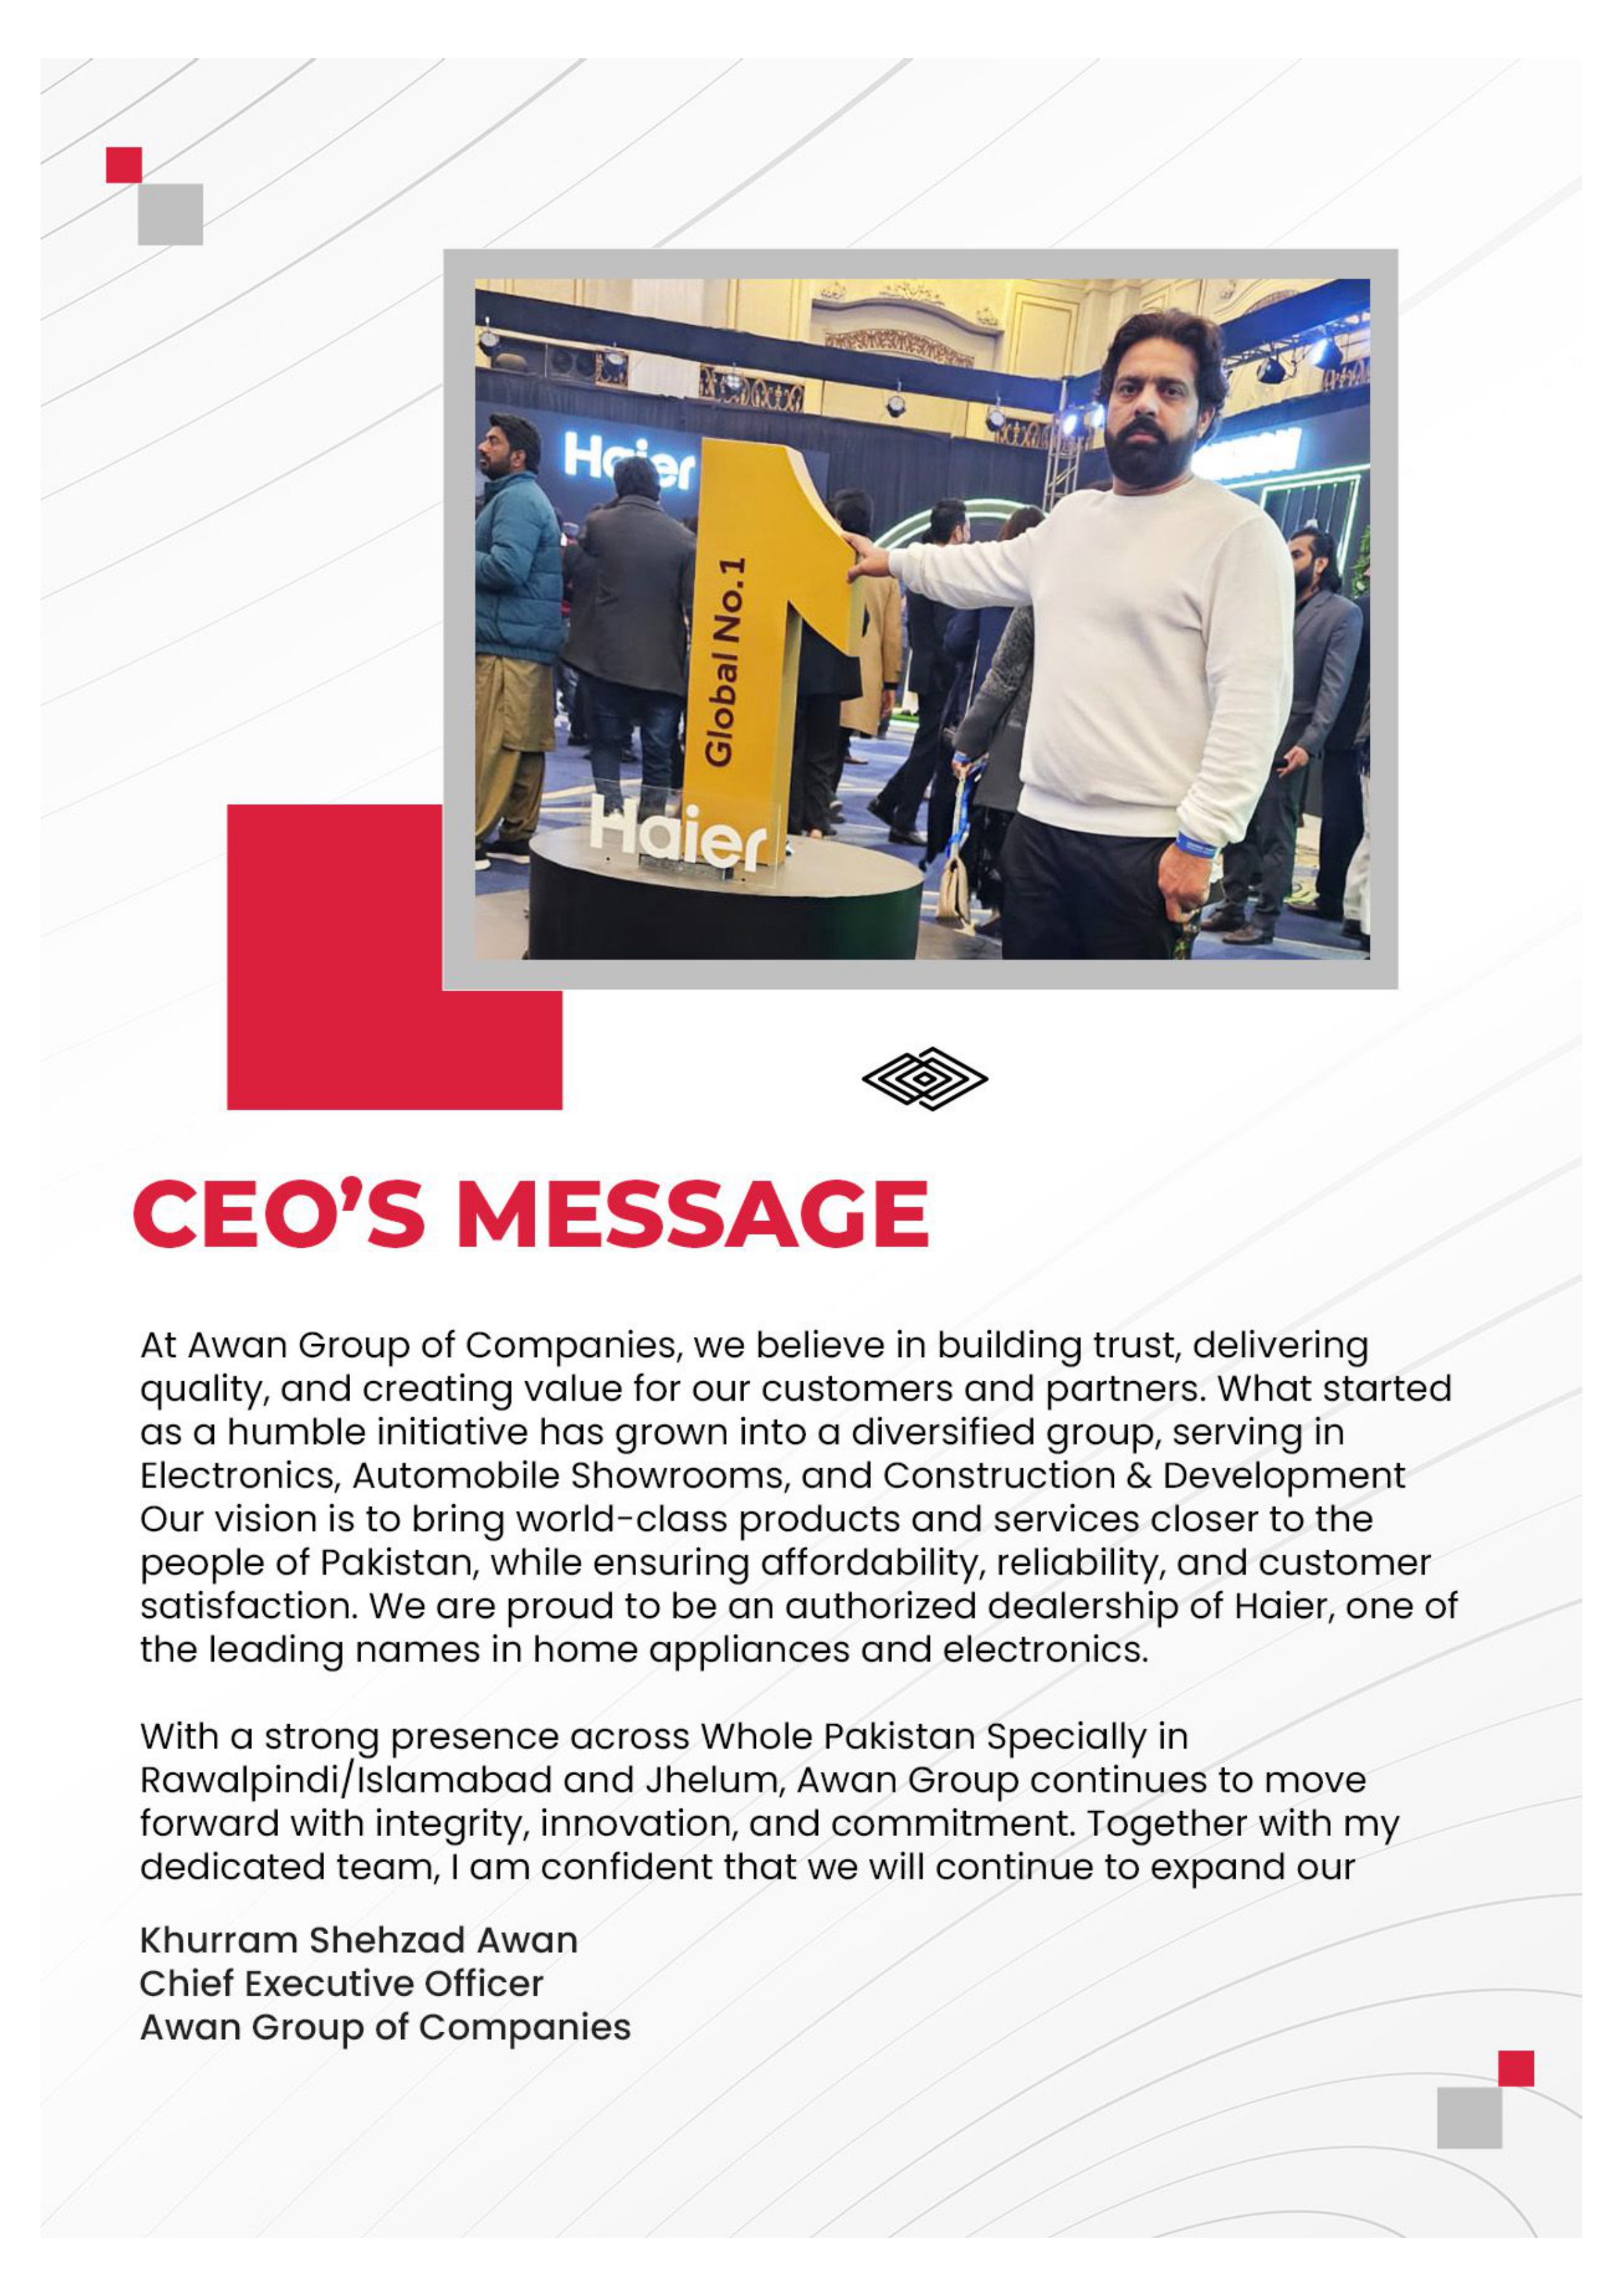 Haier
Global No.1
Haier
CEO’S MESSAGE
At Awan Group of Companies, we believe in building trust, delivering
quality, and creating value for our customers and partners. What started
as a humble initiative has grown into a diversified group, serving in
Electronics, Automobile Showrooms, and Construction & Development
Our vision is to bring world-class products and services closer to the
people of Pakistan, while ensuring affordability, reliability, and customer
satisfaction. We are proud to be an authorized dealership of Haier, one of
the leading names in home appliances and electronics.
With a strong presence across Whole Pakistan Specially in
Rawalpindi/Islamabad and Jhelum, Awan Group continues to move
forward with integrity, innovation, and commitment. Together with my
dedicated team, I am confident that we will continue to expand our
Khurram Shehzad Awan
Chief Executive Officer
Awan Group of Companies